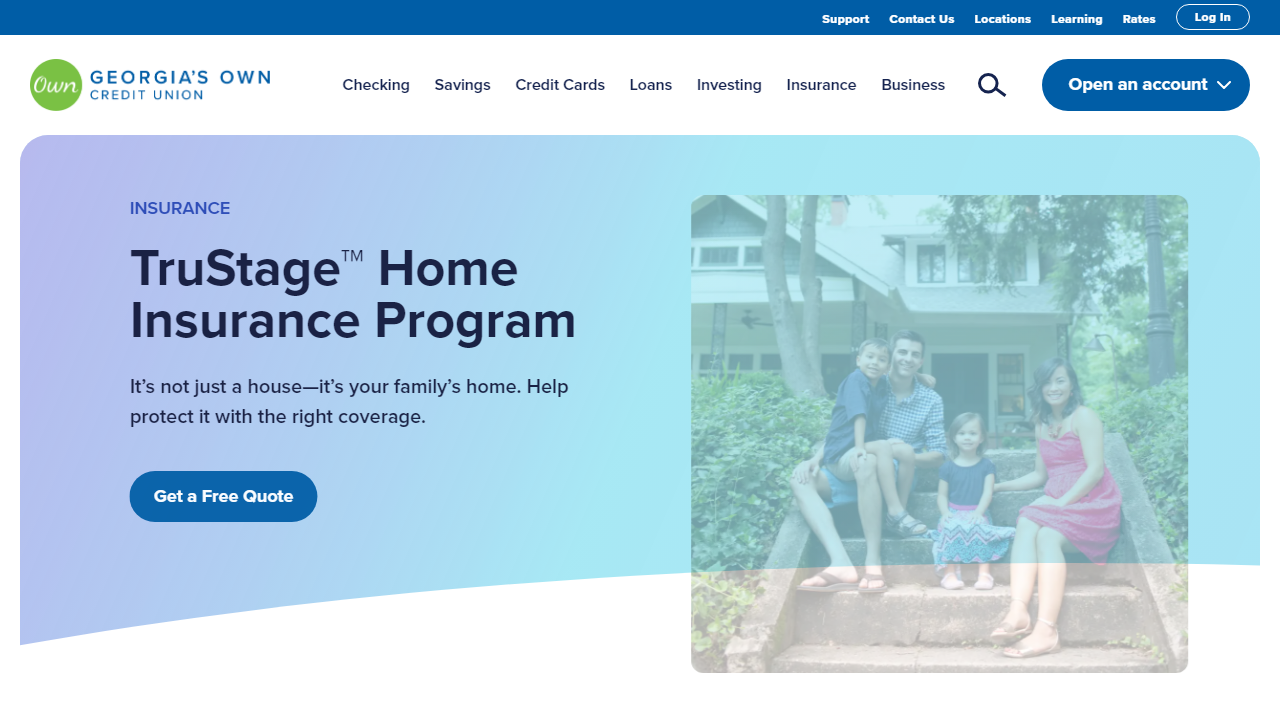 Support Contact Us Locations Learning Rates Log In
Own GEORGIA'S OWN
CREDIT UNION
Checking Savings Credit Cards Loans Investing Insurance Business
Open an account
INSURANCE
TruStage™ Home
Insurance Program
It’s not just a house—it’s your family’s home. Help
protect it with the right coverage.
Get a Free Quote